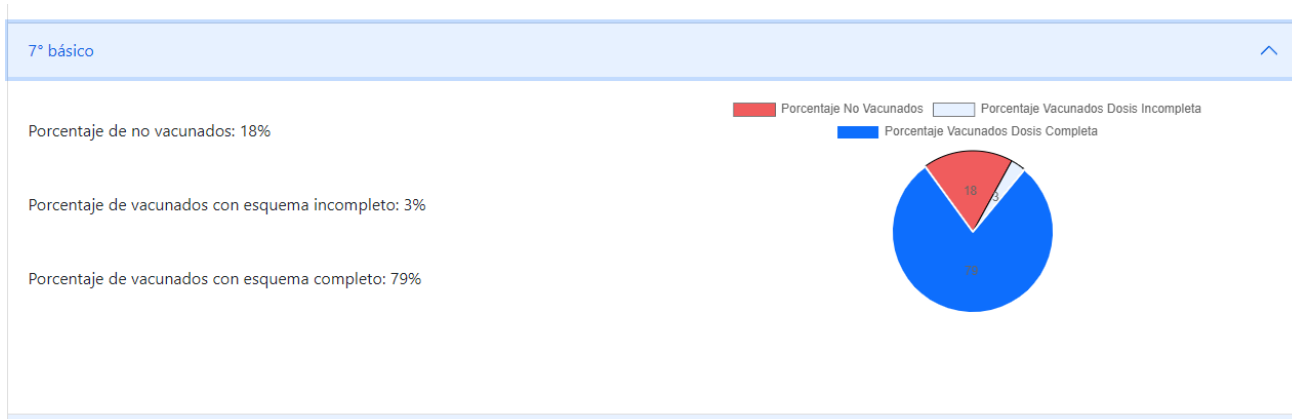 7° básico
Porcentaje de no vacunados: 18%
Porcentaje de vacunados con esquema incompleto: 3%
Porcentaje de vacunados con esquema completo: 79%
Porcentaje No Vacunados Porcentaje Vacunados Dosis Incompleta
Porcentaje Vacunados Dosis Completa
18
3
79